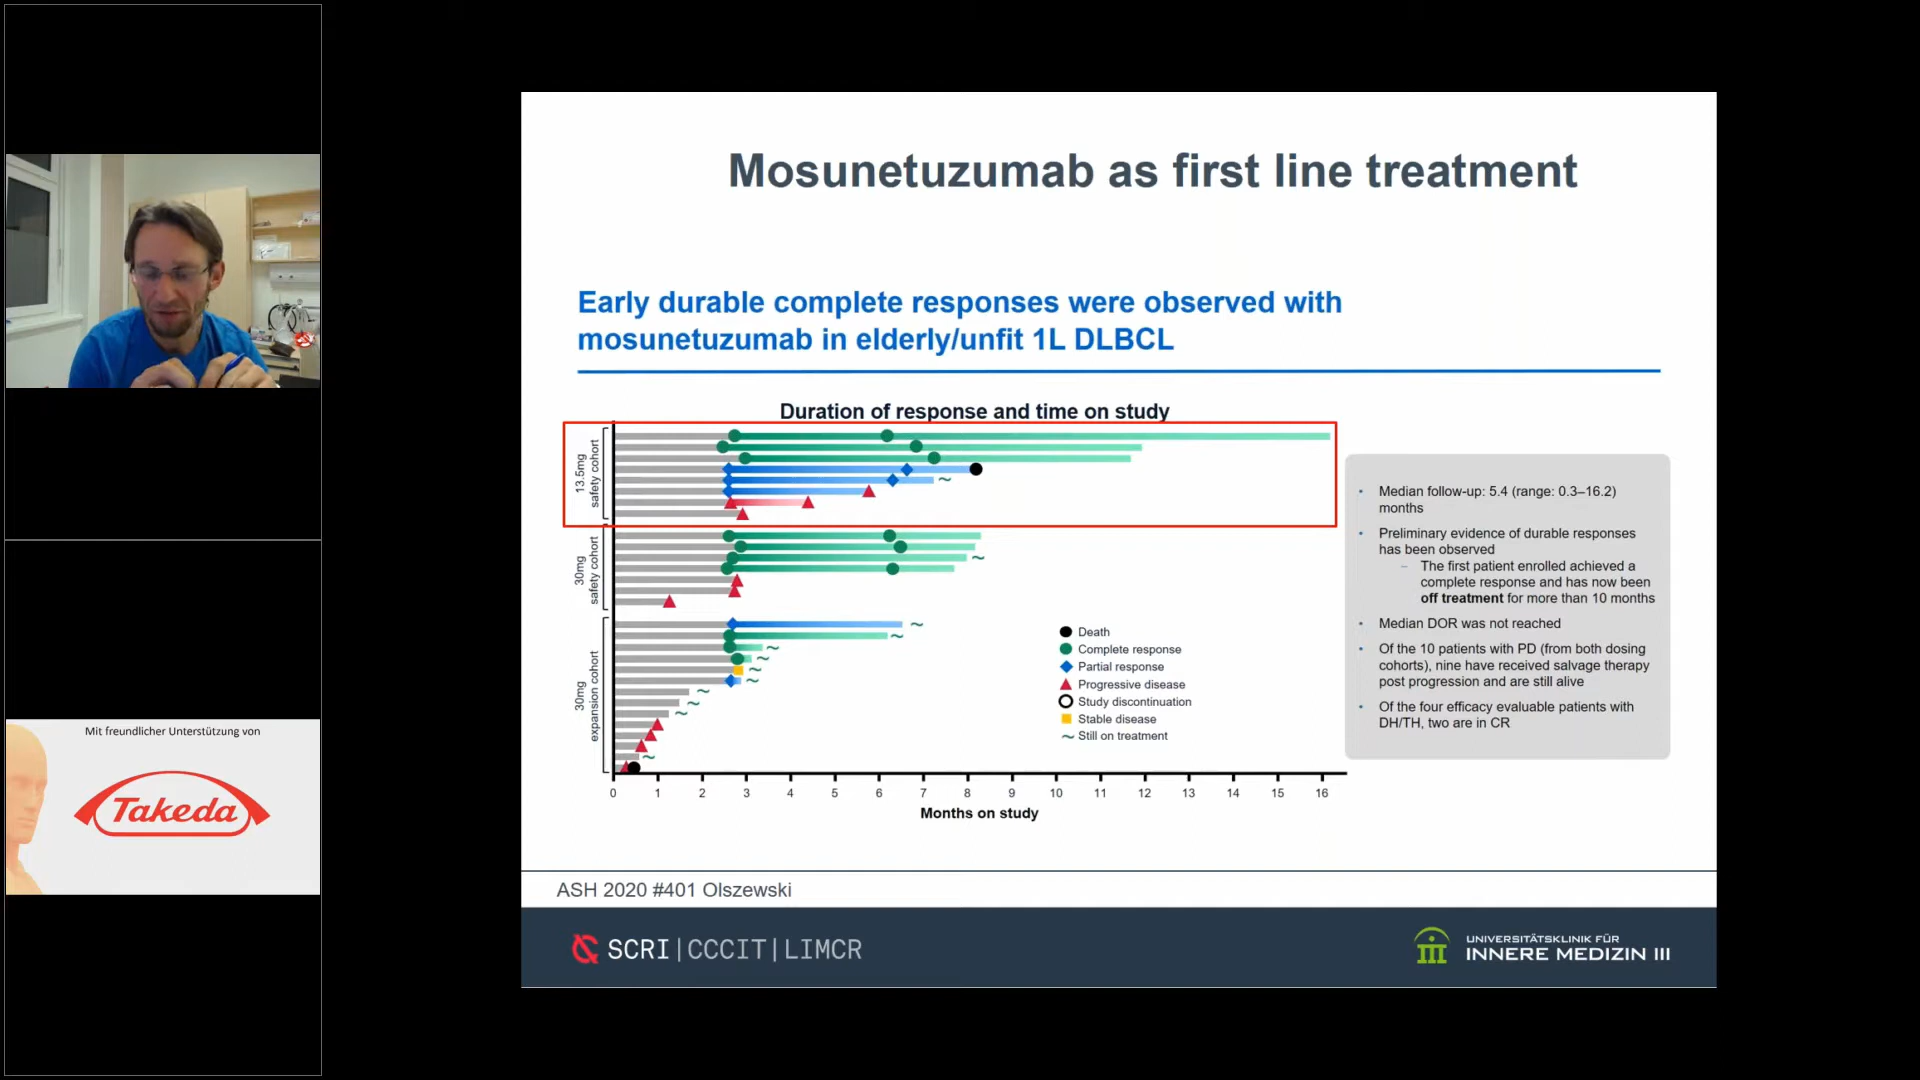 Mosunetuzumab as first line treatment
Early durable complete responses were observed with
mosunetuzumab in elderly/unfit 1L DLBCL
Duration of response and time on study
13.5mg
safety cohort
30mg
safety cohort
30mg
expansion cohort
Death
Complete response
Partial response
Progressive disease
Study discontinuation
Stable disease
Still on treatment
0 1 2 3 4 5 6 7 8 9 10 11 12 13 14 15 16
Months on study
• Median follow-up: 5.4 (range: 0.3–16.2)
months
• Preliminary evidence of durable responses
has been observed
– The first patient enrolled achieved a
complete response and has now been
off treatment for more than 10 months
• Median DOR was not reached
• Of the 10 patients with PD (from both dosing
cohorts), nine have received salvage therapy
post progression and are still alive
• Of the four efficacy evaluable patients with
DH/TH, two are in CR
ASH 2020 #401 Olszewski
SCRI|CCCIT|LIMCR
UNIVERSITÄTSKLINIK FÜR
INNERE MEDIZIN III
Mit freundlicher Unterstützung von
Takeda